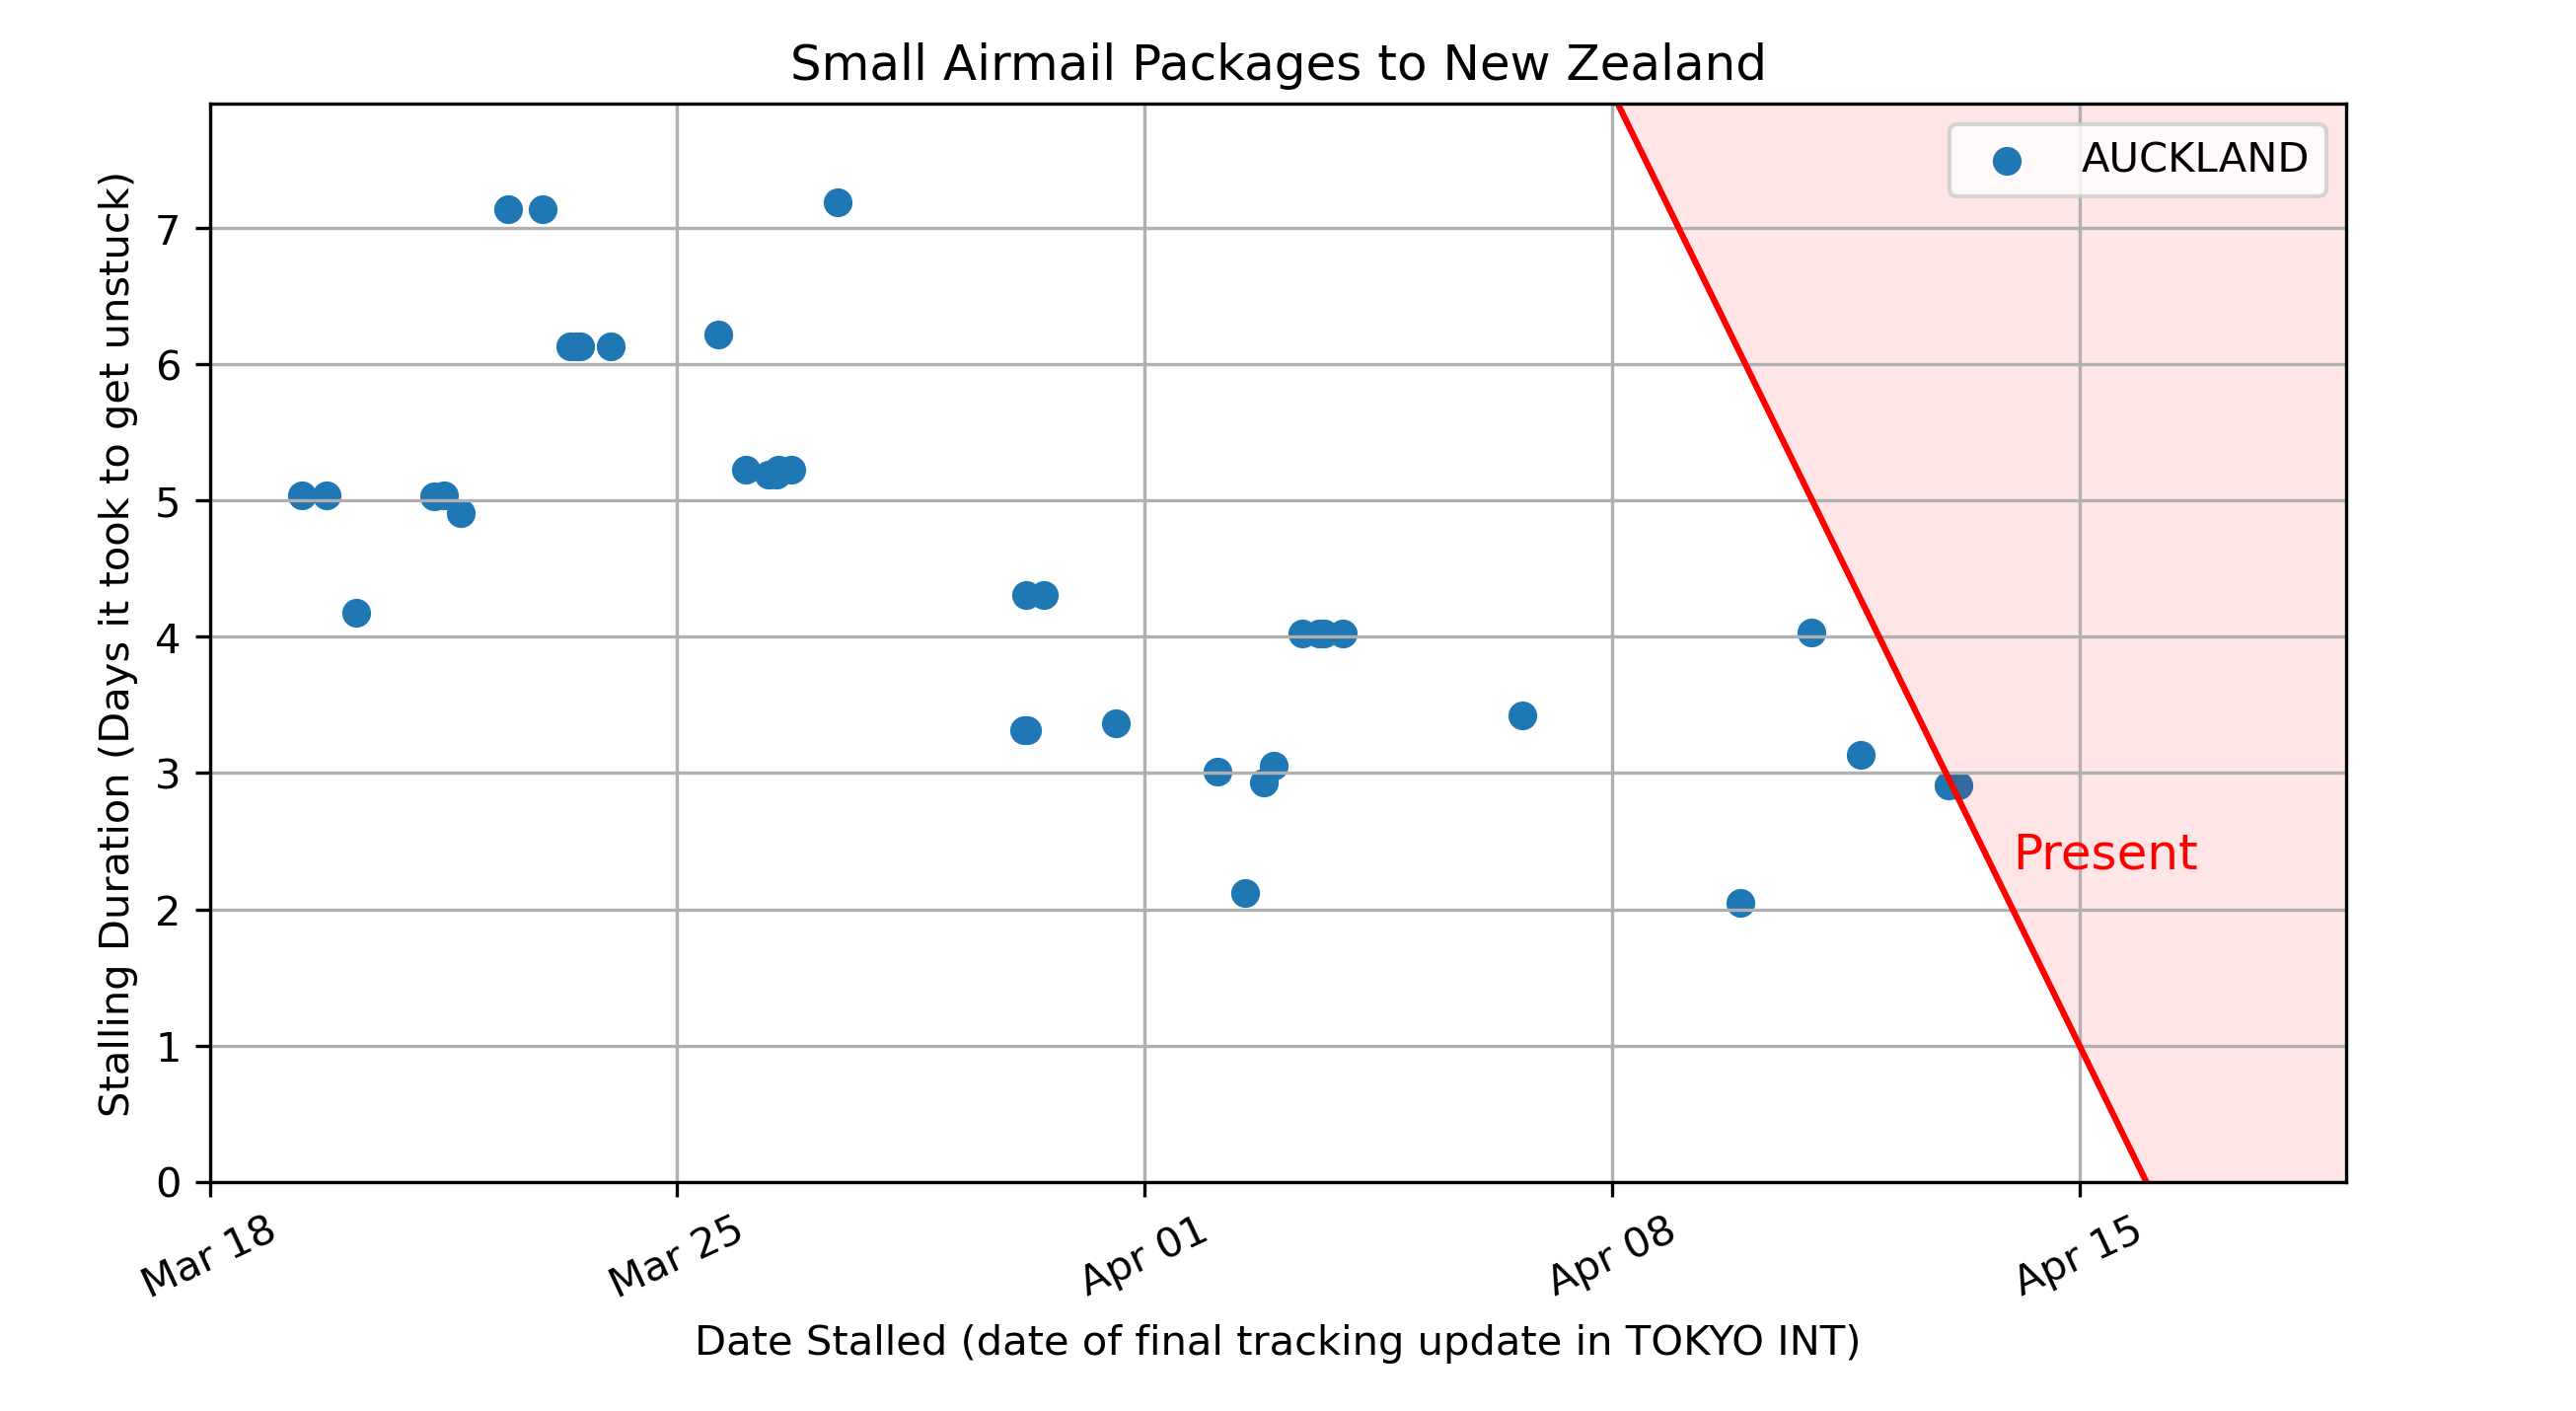 Small Airmail Packages to New Zealand
AUCKLAND
Stalling Duration (Days it took to get unstuck)
7
6
5
4
3
2
1
0
Present
Mar 18
Mar 25
Apr 01
Apr 08
Apr 15
Date Stalled (date of final tracking update in TOKYO INT)